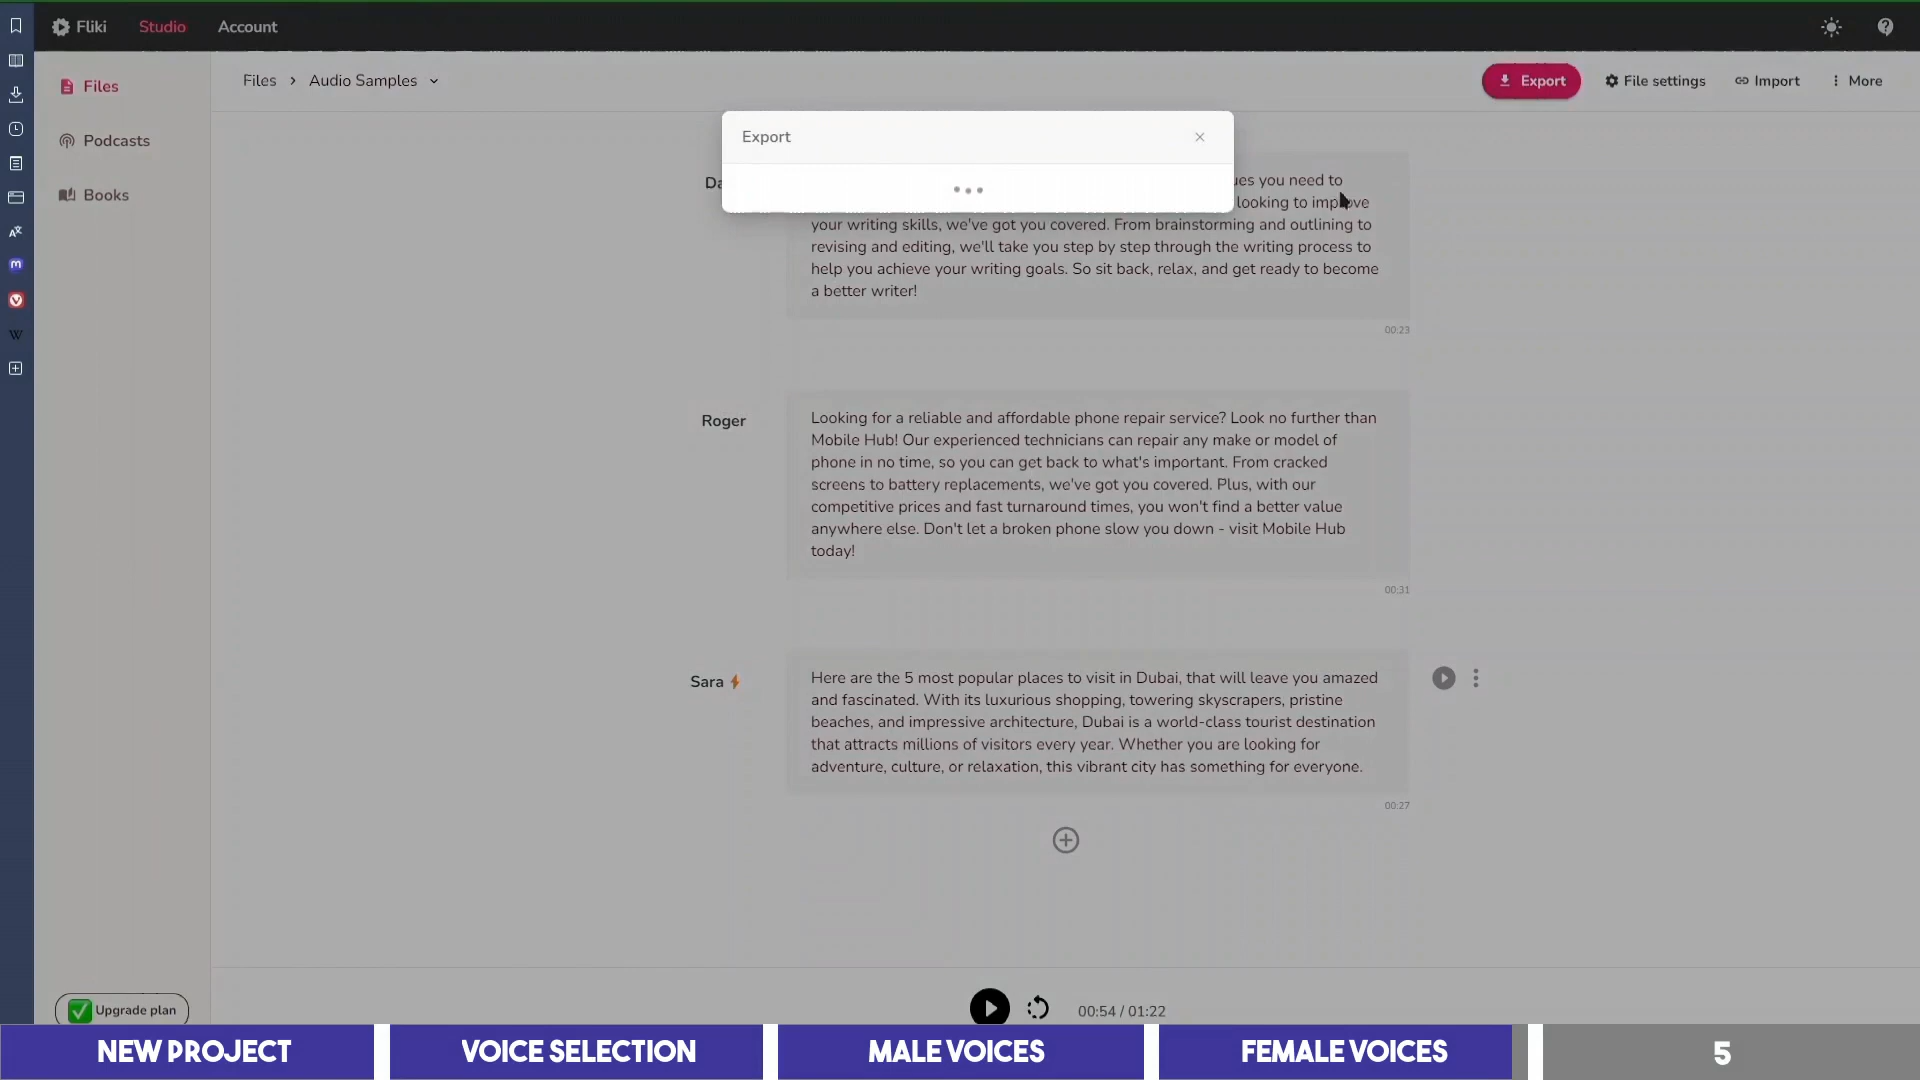 Fliki Studio Account
Files
Podcasts
Books
Files > Audio Samples
Export File settings Import More
Export
ues you need to
looking to improve
your writing skills, we've got you covered. From brainstorming and outlining to
revising and editing, we'll take you step by step through the writing process to
help you achieve your writing goals. So sit back, relax, and get ready to become
a better writer!
00:23
Roger
Looking for a reliable and affordable phone repair service? Look no further than
Mobile Hub! Our experienced technicians can repair any make or model of
phone in no time, so you can get back to what's important. From cracked
screens to battery replacements, we've got you covered. Plus, with our
competitive prices and fast turnaround times, you won't find a better value
anywhere else. Don't let a broken phone slow you down - visit Mobile Hub
today!
00:31
Sara
Here are the 5 most popular places to visit in Dubai, that will leave you amazed
and fascinated. With its luxurious shopping, towering skyscrapers, pristine
beaches, and impressive architecture, Dubai is a world-class tourist destination
that attracts millions of visitors every year. Whether you are looking for
adventure, culture, or relaxation, this vibrant city has something for everyone.
00:27
Upgrade plan
00:54 / 01:22
NEW PROJECT
VOICE SELECTION
MALE VOICES
FEMALE VOICES
5